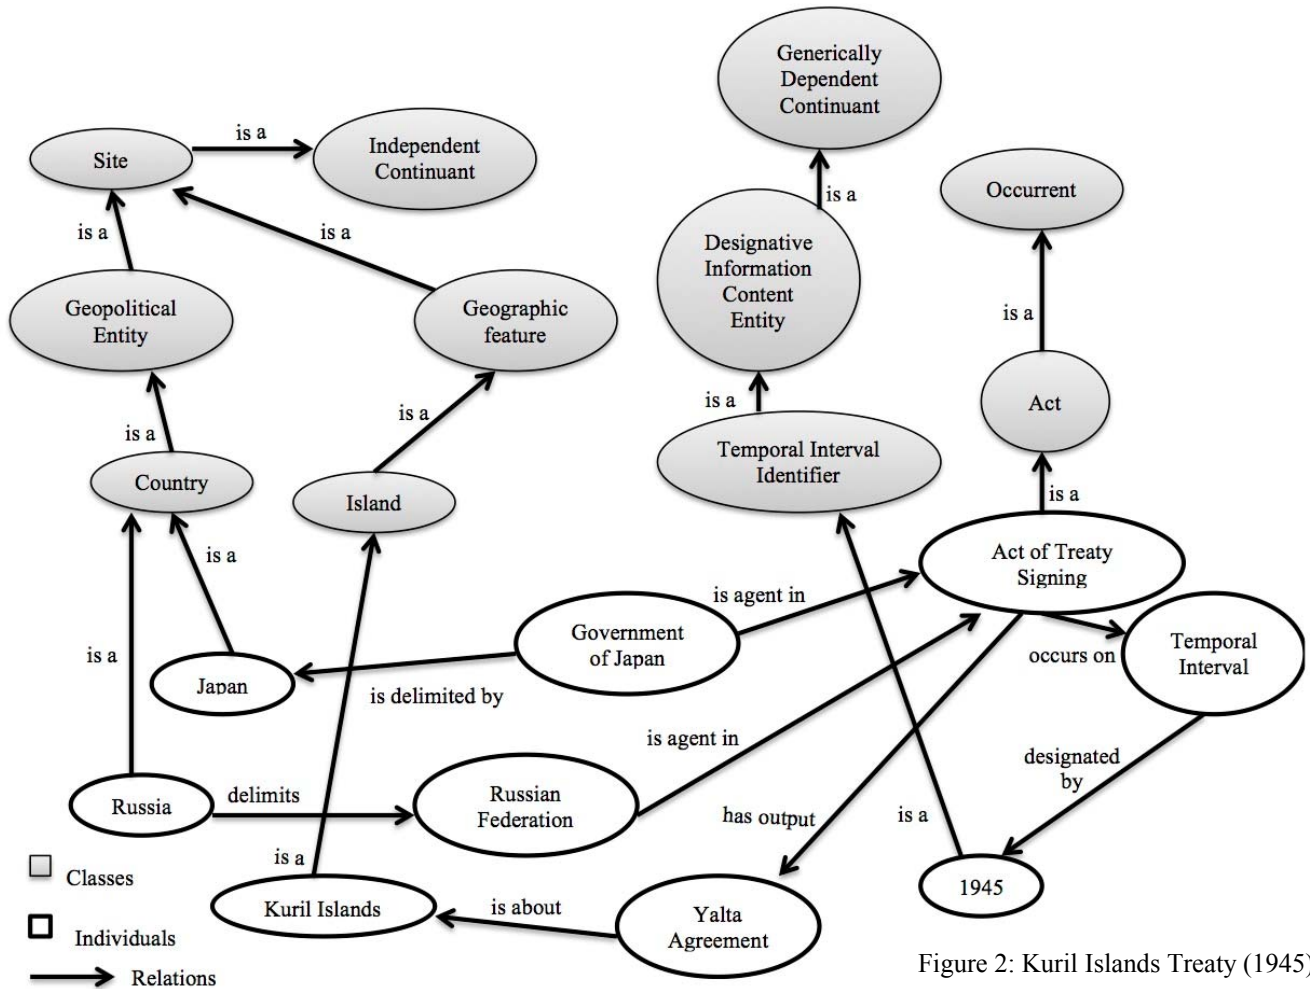 Generically
Dependent
Continuant
is a
Independent
Continuant
Site
Occurrent
is a
is a
is a
Designative
Information
Content
Entity
Geopolitical
Entity
Geographic
feature
is a
is a
is a
is a
Act
Temporal Interval
Identifier
Country
Island
is a
is a
Act of Treaty
Signing
is agent in
Government
of Japan
Temporal
Interval
occurs on
is a
Japan
is delimited by
is agent in
designated
by
Russia
delimits
Russian
Federation
has output
is a
is a
Classes
1945
Kuril Islands
is about
Yalta
Agreement
Individuals
Relations
Figure 2: Kuril Islands Treaty (1945)